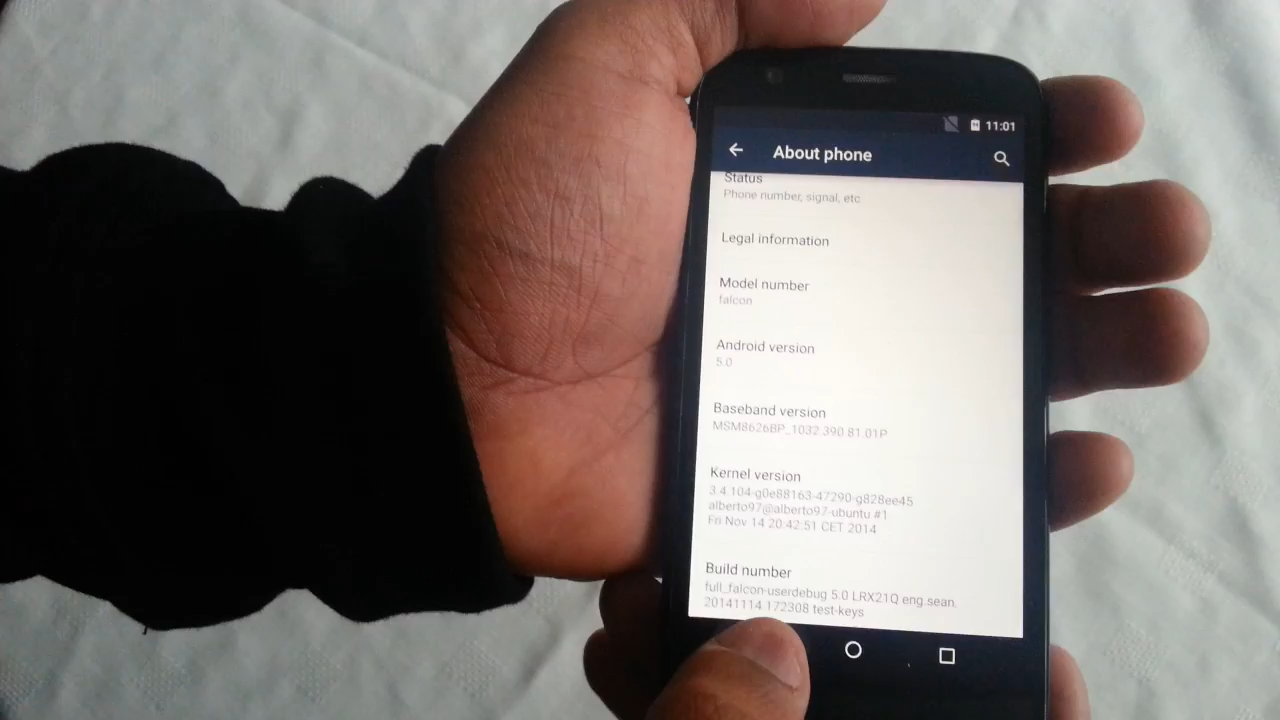 11:01
About phone
Status
Phone number, signal, etc
Legal information
Model number
falcon
Android version
5.0
Baseband version
MSM8626BP_1032.390.81.01P
Kernel version
3.4.104-g0e88163-47290-g828ee45
alberto97@alberto97-ubuntu #1
Fri Nov 14 20:42:51 CET 2014
Build number
full_falcon-userdebug 5.0 LRX21Q eng.sean.
20141114.172308 test-keys